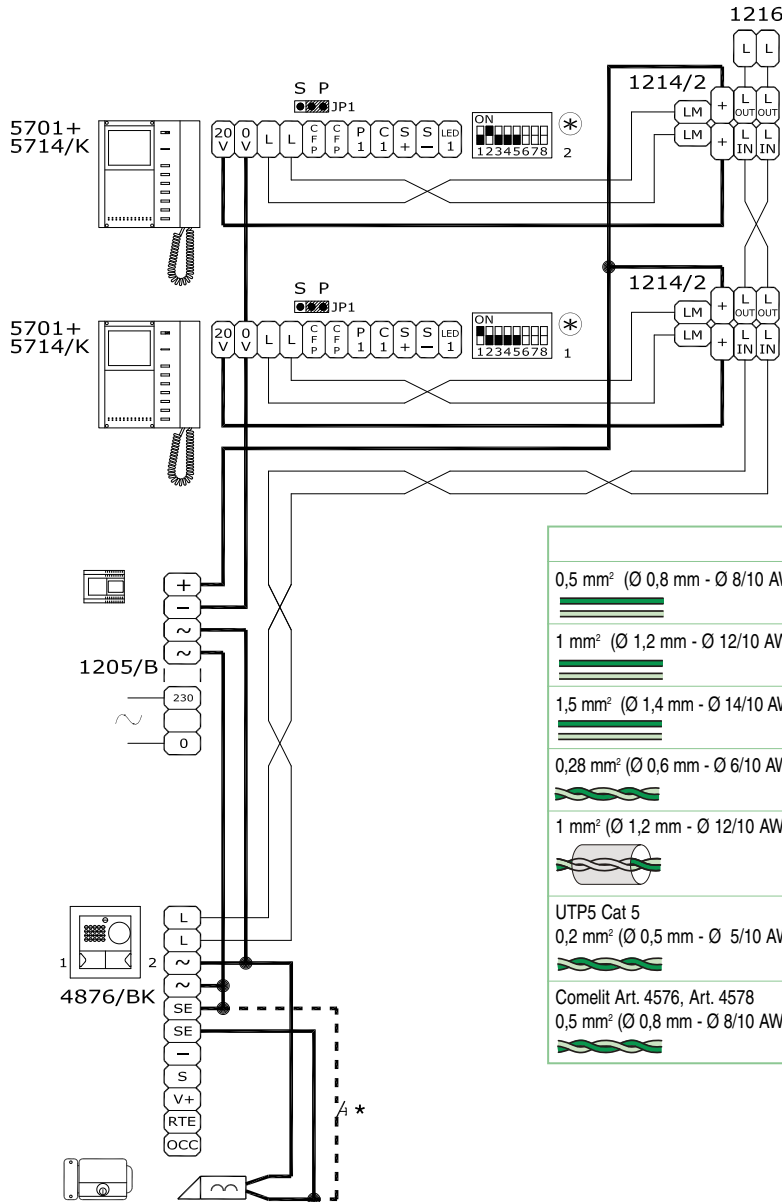 1216
L L
S P
JP1
1214/2
5701+
5714/K
20 V
0 V
L
L
CFP
CFP
P1
C1
S+
S−
LED 1
ON
12345678
*
2
LM
LM
+
+
L OUT
L OUT
L IN
L IN
S P
JP1
1214/2
5701+
5714/K
20 V
0 V
L
L
CFP
CFP
P1
C1
S+
S−
LED 1
ON
12345678
*
1
LM
LM
+
+
L OUT
L OUT
L IN
L IN
+
−
~
~
1205/B
230
~
0
0,5 mm² (Ø 0,8 mm - Ø 8/10 AW
1 mm² (Ø 1,2 mm - Ø 12/10 AW
1,5 mm² (Ø 1,4 mm - Ø 14/10 AW
0,28 mm² (Ø 0,6 mm - Ø 6/10 AW
1 mm² (Ø 1,2 mm - Ø 12/10 AW
UTP5 Cat 5
0,2 mm² (Ø 0,5 mm - Ø 5/10 AW
Comelit Art. 4576, Art. 4578
0,5 mm² (Ø 0,8 mm - Ø 8/10 AW
1 2
4876/BK
L
L
~
~
SE
SE
−
S
V+
RTE
OCC
*